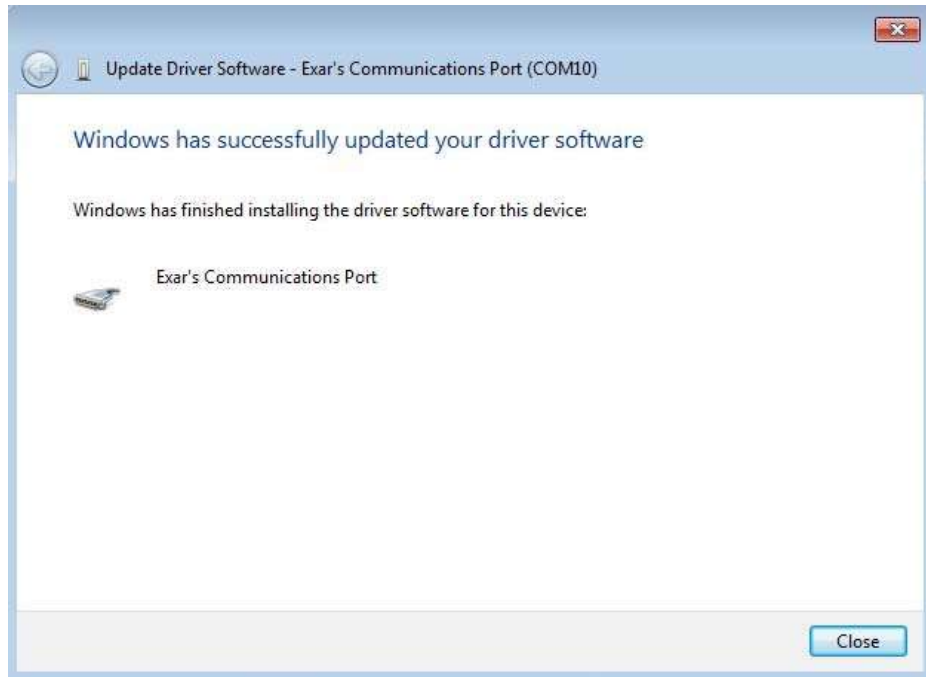 Update Driver Software - Exar's Communications Port (COM10)
Windows has successfully updated your driver software
Windows has finished installing the driver software for this device:
Exar's Communications Port
Close